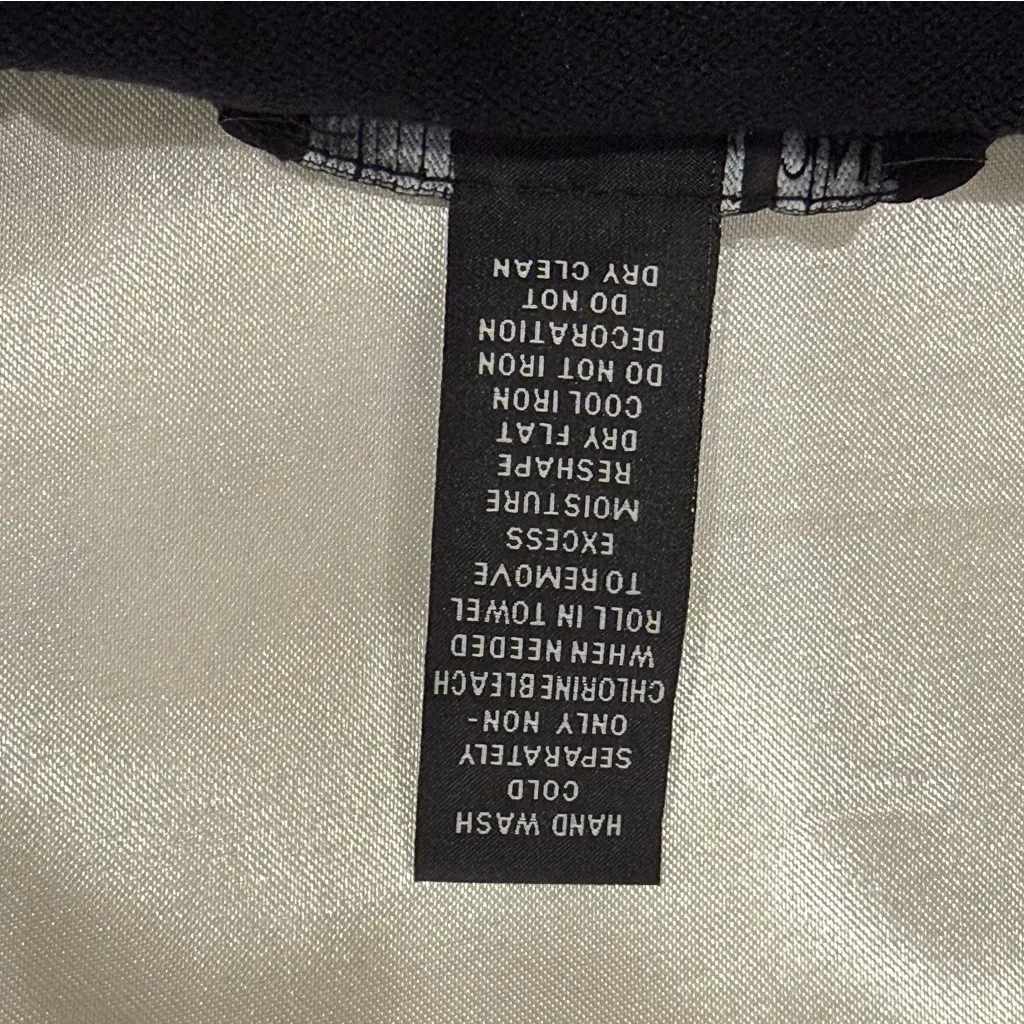 HAND WASH
COLD
SEPARATELY
ONLY NON-
CHLORINE BLEACH
WHEN NEEDED
ROLL IN TOWEL
TO REMOVE
EXCESS
MOISTURE
RESHAPE
DRY FLAT
COOL IRON
DO NOT IRON
DECORATION
DO NOT
DRY CLEAN